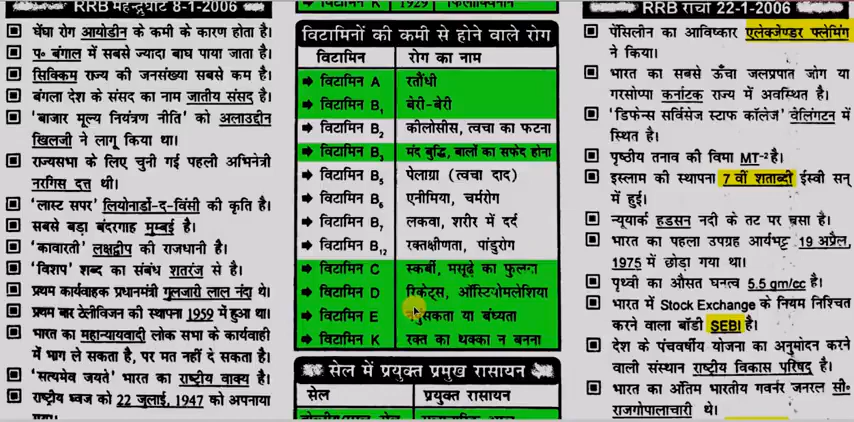 RRB महेन्द्रूघाट 8-1-2006
घेंघा रोग आयोडीन के कमी के कारण होता है।
प० बंगाल में सबसे ज्यादा बाघ पाया जाता है।
सिक्किम राज्य की जनसंख्या सबसे कम है।
बंगला देश के संसद का नाम जातीय संसद है।
'बाजार मूल्य नियंत्रण नीति' को अलाउद्दीन
खिलजी ने लागू किया था।
राज्यसभा के लिए चुनी गई पहली अभिनेत्री
नरगिस दत्त थी।
'लास्ट सपर' लियोनार्डो-द-विंसी की कृति है।
सबसे बड़ा बंदरगाह मुम्बई है।
'कावारती' लक्षद्वीप की राजधानी है।
'विशप' शब्द का संबंध शतरंज से है।
प्रथम कार्यवाहक प्रधानमंत्री गुलजारी लाल नंदा थे।
प्रथम बार टेलीविजन की स्थापना 1959 में हुआ था।
भारत का महान्यायवादी लोक सभा के कार्यवाही
में भाग ले सकता है, पर मत नहीं दे सकता है।
'सत्यमेव जयते' भारत का राष्ट्रीय वाक्य है।
राष्ट्रीय ध्वज को 22 जुलाई, 1947 को अपनाया
विटामिन K 1929
विटामिनों की कमी से होने वाले रोग
विटामिन रोग का नाम
➡ विटामिन A रतौंधी
➡ विटामिन B1 बेरी-बेरी
➡ विटामिन B2 कीलोसीस, त्वचा का फटना
➡ विटामिन B3 मंद बुद्धि, बालों का सफेद होना
➡ विटामिन B5 पेलाग्रा (त्वचा दाद)
➡ विटामिन B6 एनीमिया, चर्मरोग
➡ विटामिन B7 लकवा, शरीर में दर्द
➡ विटामिन B12 रक्तक्षीणता, पांडुरोग
➡ विटामिन C स्कर्वी, मसूढ़े का फुलना
➡ विटामिन D रिकेट्स, ऑस्टियोमलेशिया
➡ विटामिन E नपुंसकता या बंध्यता
➡ विटामिन K रक्त का थक्का न बनना
सेल में प्रयुक्त प्रमुख रासायन
सेल प्रयुक्त रासायन
RRB राँची 22-1-2006
पेंसिलीन का आविष्कार एलेक्जेण्डर फ्लेमिंग
ने किया।
भारत का सबसे ऊँचा जलप्रपात जोग या
गरसोप्पा कर्नाटक राज्य में अवस्थित है।
'डिफेन्स सर्विसेज स्टाफ कॉलेज' वेलिंगटन में
स्थित है।
पृष्ठीय तनाव की विमा MT⁻² है।
इस्लाम की स्थापना 7 वीं शताब्दी ईस्वी सन्
में हुई।
न्यूयार्क हडसन नदी के तट पर बसा है।
भारत का पहला उपग्रह आर्यभट्ट 19 अप्रैल,
1975 में छोड़ा गया था।
पृथ्वी का औसत घनत्व 5.5 gm/cc है।
भारत में Stock Exchange के नियम निश्चित
करने वाला बॉडी SEBI है।
देश के पंचवर्षीय योजना का अनुमोदन करने
वाली संस्थान राष्ट्रीय विकास परिषद है।
भारत का अंतिम भारतीय गवर्नर जनरल सी०
राजगोपालाचारी थे।